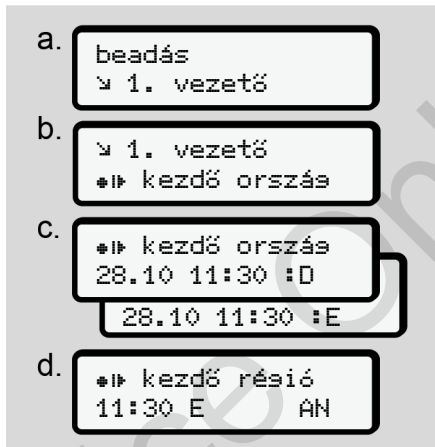 a.
beadás
↘ 1. vezető
b.
↘ 1. vezető
●I▶ kezdő ország
c.
●I▶ kezdő ország
28.10 11:30 :D
28.10 11:30 :E
d.
●I▶ kezdő régió
11:30 E AN